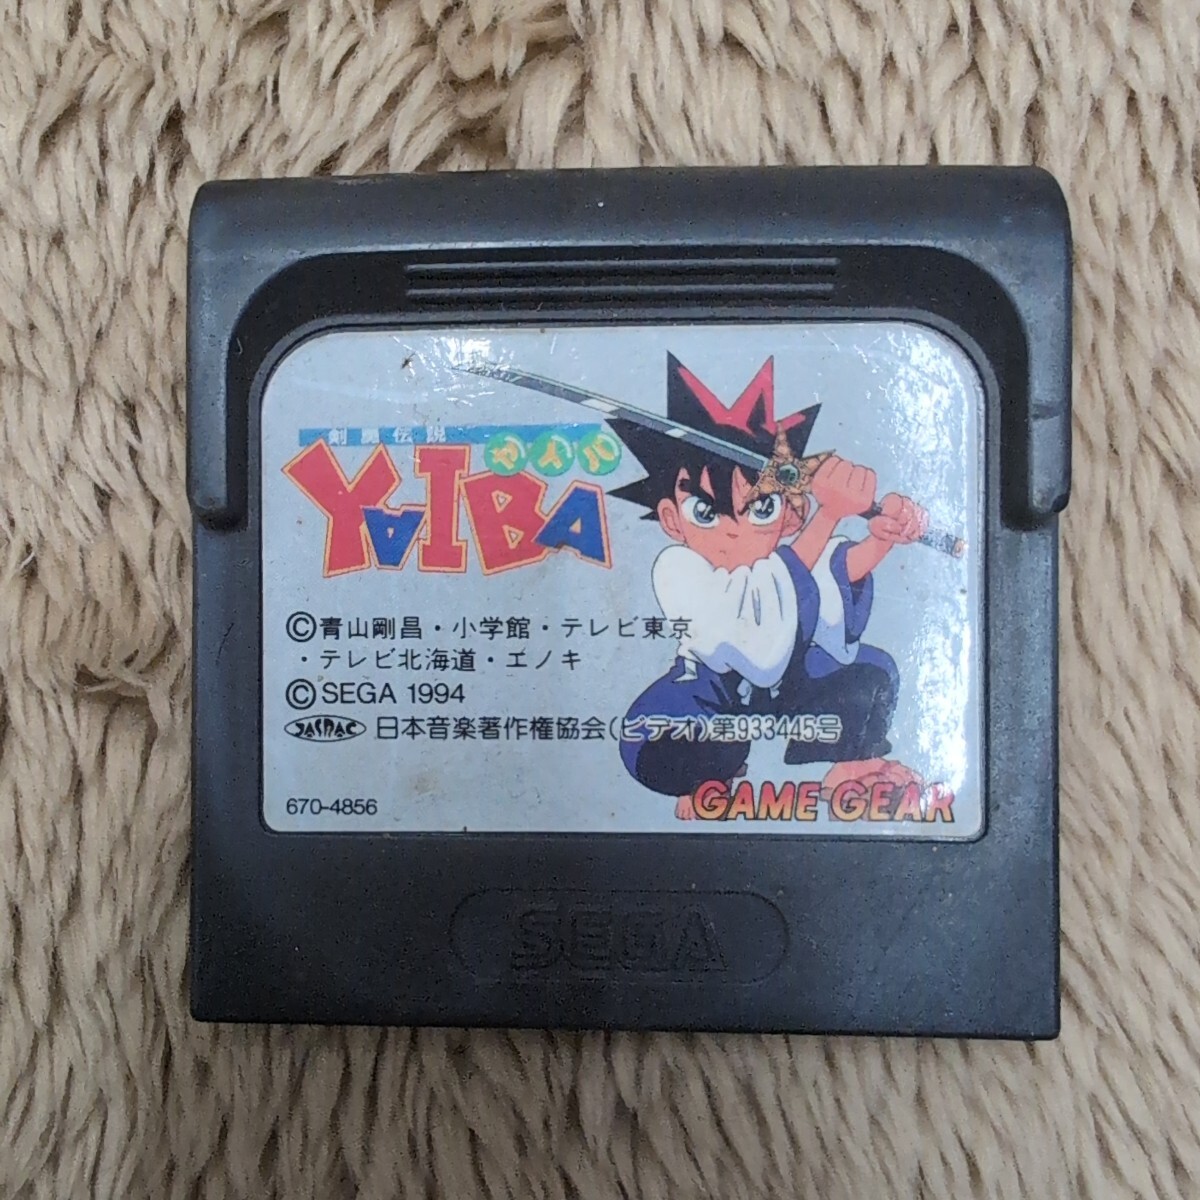 剣勇伝説
YAIBA
ヤイバ
©青山剛昌・小学館・テレビ東京
・テレビ北海道・エノキ
©SEGA 1994
JASRAC 日本音楽著作権協会(ビデオ)第933445号
670-4856
GAME GEAR
SEGA